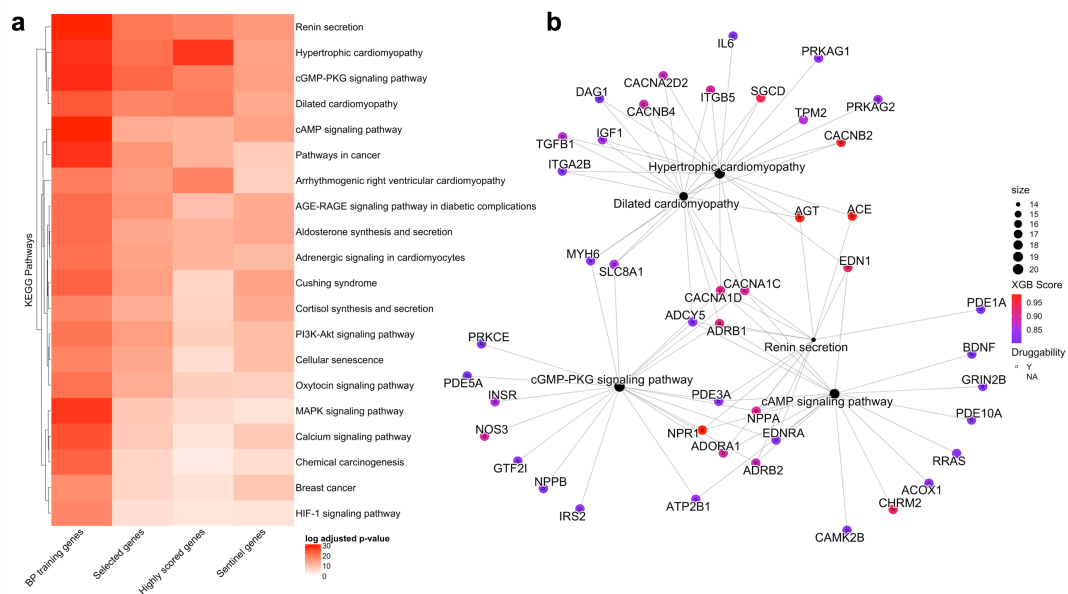 a
Renin secretion
Hypertrophic cardiomyopathy
cGMP-PKG signaling pathway
Dilated cardiomyopathy
cAMP signaling pathway
Pathways in cancer
Arrhythmogenic right ventricular cardiomyopathy
AGE-RAGE signaling pathway in diabetic complications
Aldosterone synthesis and secretion
Adrenergic signaling in cardiomyocytes
Cushing syndrome
Cortisol synthesis and secretion
PI3K-Akt signaling pathway
Cellular senescence
Oxytocin signaling pathway
MAPK signaling pathway
Calcium signaling pathway
Chemical carcinogenesis
Breast cancer
HIF-1 signaling pathway
KEGG Pathways
BP training genes
Selected genes
Highly scored genes
Sentinel genes
log adjusted p-value
30
20
10
0
b
IL6
PRKAG1
CACNA2D2
DAG1
ITGB5
SGCD
CACNB4
TPM2
PRKAG2
IGF1
TGFB1
CACNB2
ITGA2B
Hypertrophic cardiomyopathy
Dilated cardiomyopathy
AGT
ACE
MYH6
SLC8A1
EDN1
CACNA1C
CACNA1D
ADCY5
ADRB1
PDE1A
PRKCE
Renin secretion
BDNF
PDE5A
cGMP-PKG signaling pathway
GRIN2B
INSR
PDE3A
cAMP signaling pathway
NPPA
PDE10A
NOS3
NPR1
EDNRA
ADORA1
RRAS
GTF2I
ADRB2
NPPB
ACOX1
IRS2
ATP2B1
CHRM2
CAMK2B
size
14
15
16
17
18
19
20
XGB Score
0.95
0.90
0.85
Druggability
Y
NA